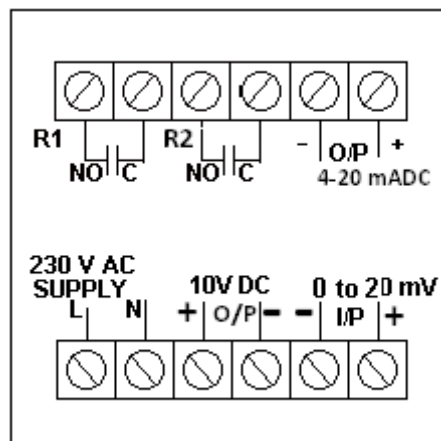 R1 R2 - O/P +
NO C NO C 4-20 mADC
230 V AC
SUPPLY 10V DC 0 to 20 mV
L N + O/P - - I/P +